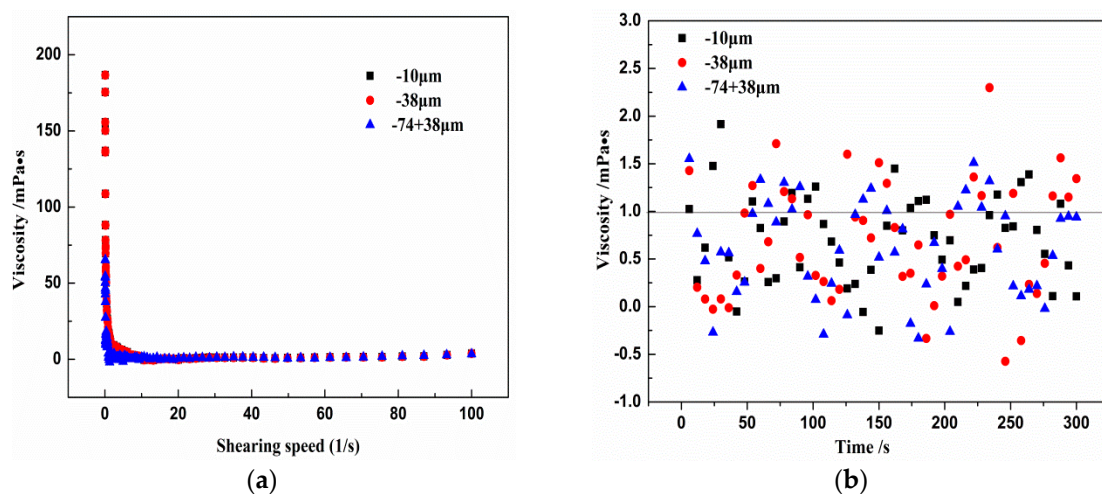 200
150
100
50
0
Viscosity /mPa•s
-10μm
-38μm
-74+38μm
0 20 40 60 80 100
Shearing speed (1/s)
(a)
3.0
2.5
2.0
1.5
1.0
0.5
0.0
-0.5
-1.0
Viscosity /mPa•s
-10μm
-38μm
-74+38μm
0 50 100 150 200 250 300
Time /s
(b)